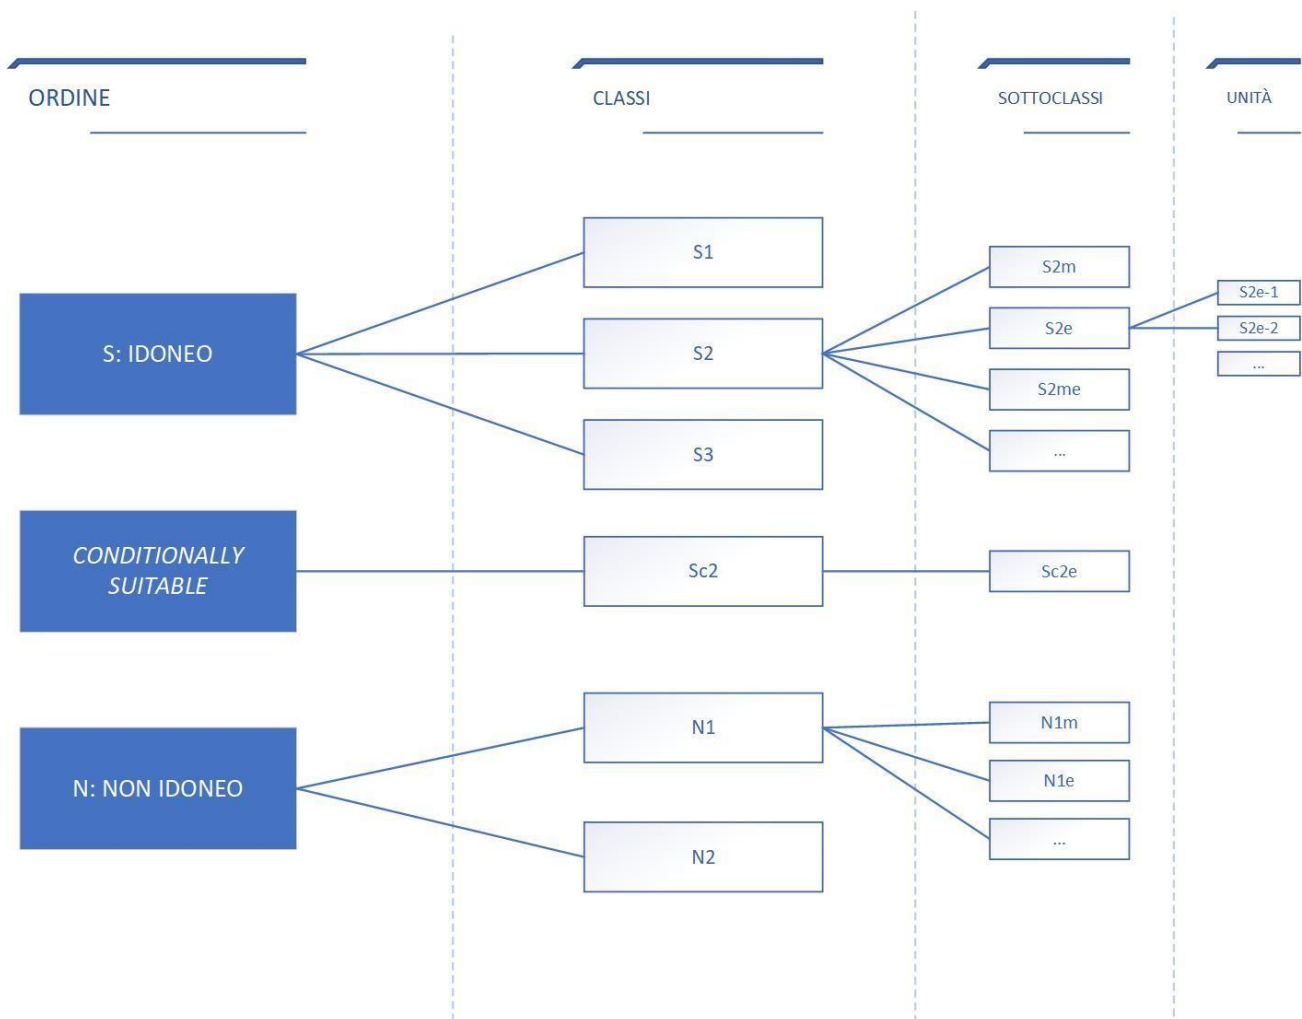 ORDINE
CLASSI
SOTTOCLASSI
UNITÀ
S: IDONEO
S1
S2
S3
S2m
S2e
S2me
...
S2e-1
S2e-2
...
CONDITIONALLY
SUITABLE
Sc2
Sc2e
N: NON IDONEO
N1
N2
N1m
N1e
...